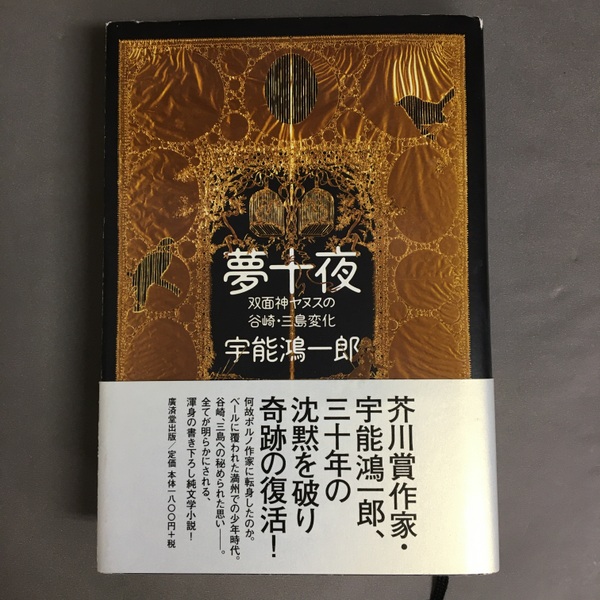 夢十夜
双面神ヤヌスの
谷崎・三島変化
宇能鴻一郎
芥川賞作家・
宇能鴻一郎、
三十年の
沈黙を破り
奇跡の復活！
何故ポルノ作家に転身したのか。
ベールに覆われた満州での少年時代。
谷崎、三島への秘められた思い――。
全てが明らかにされる、
渾身の書き下ろし純文学小説！
廣済堂出版／定価 本体一八〇〇円＋税